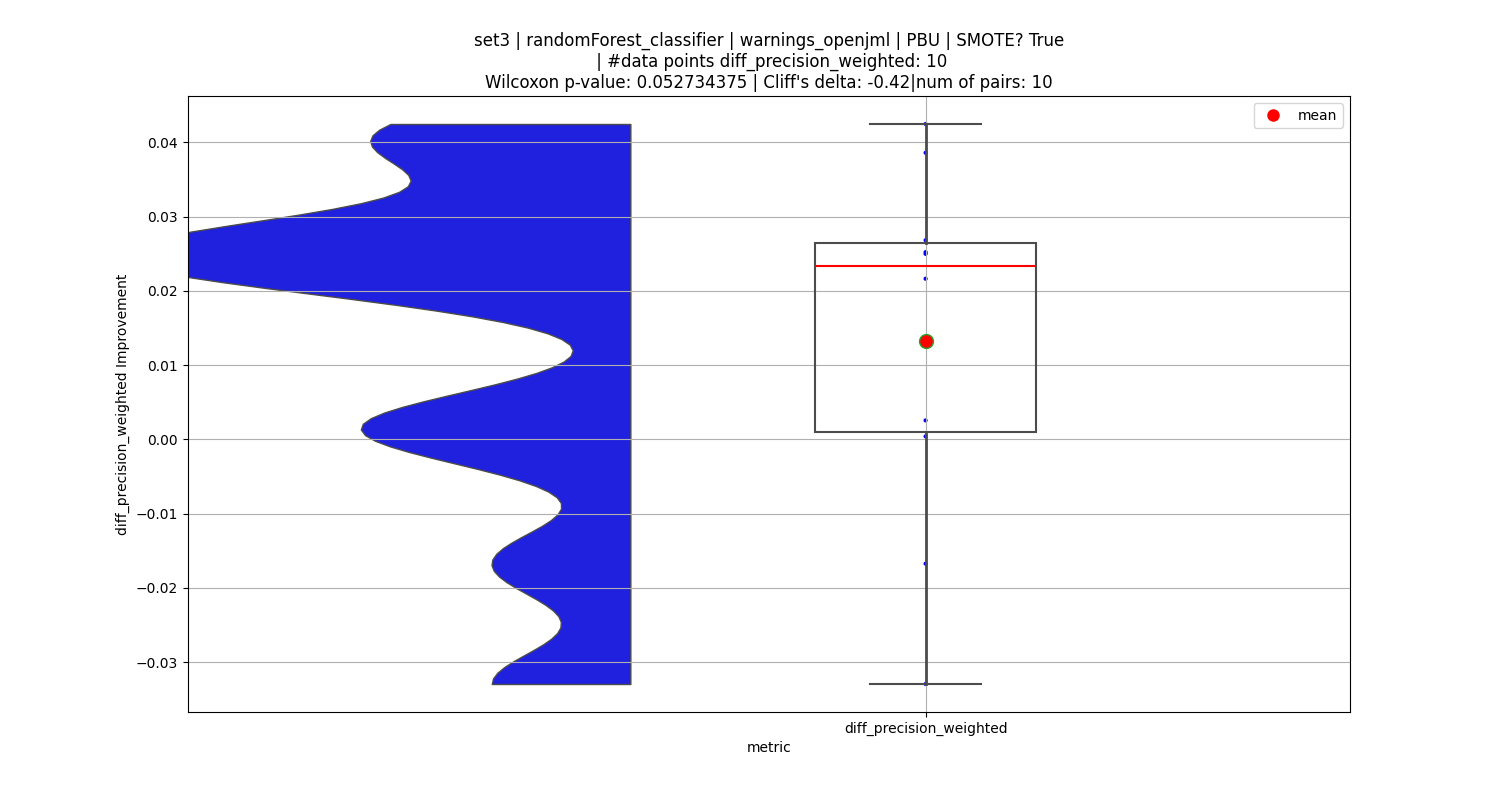 set3 | randomForest_classifier | warnings_openjml | PBU | SMOTE? True
| #data points diff_precision_weighted: 10
Wilcoxon p-value: 0.052734375 | Cliff's delta: -0.42|num of pairs: 10
mean
0.04
0.03
0.02
0.01
0.00
−0.01
−0.02
−0.03
diff_precision_weighted Improvement
diff_precision_weighted
metric